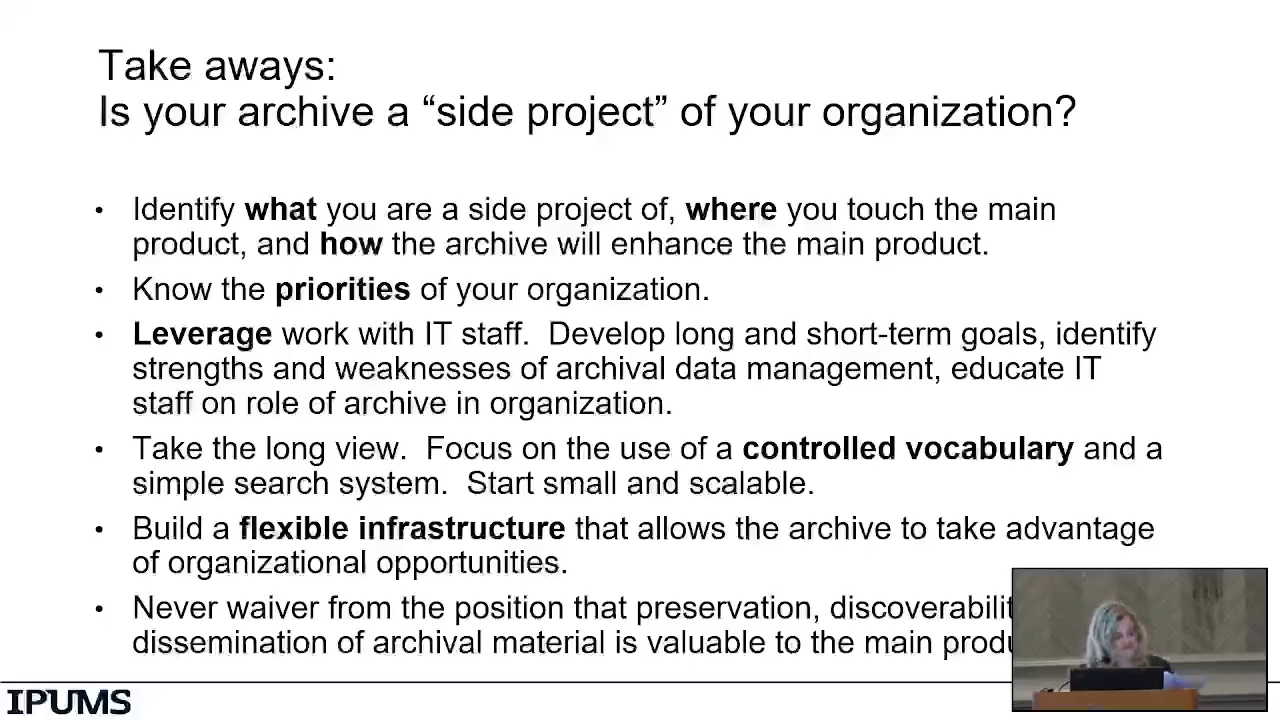 Take aways:
Is your archive a “side project” of your organization?
• Identify what you are a side project of, where you touch the main
product, and how the archive will enhance the main product.
• Know the priorities of your organization.
• Leverage work with IT staff.  Develop long and short-term goals, identify
strengths and weaknesses of archival data management, educate IT
staff on role of archive in organization.
• Take the long view.  Focus on the use of a controlled vocabulary and a
simple search system.  Start small and scalable.
• Build a flexible infrastructure that allows the archive to take advantage
of organizational opportunities.
• Never waiver from the position that preservation,
dissemination of archival material is valuable to the main
IPUMS